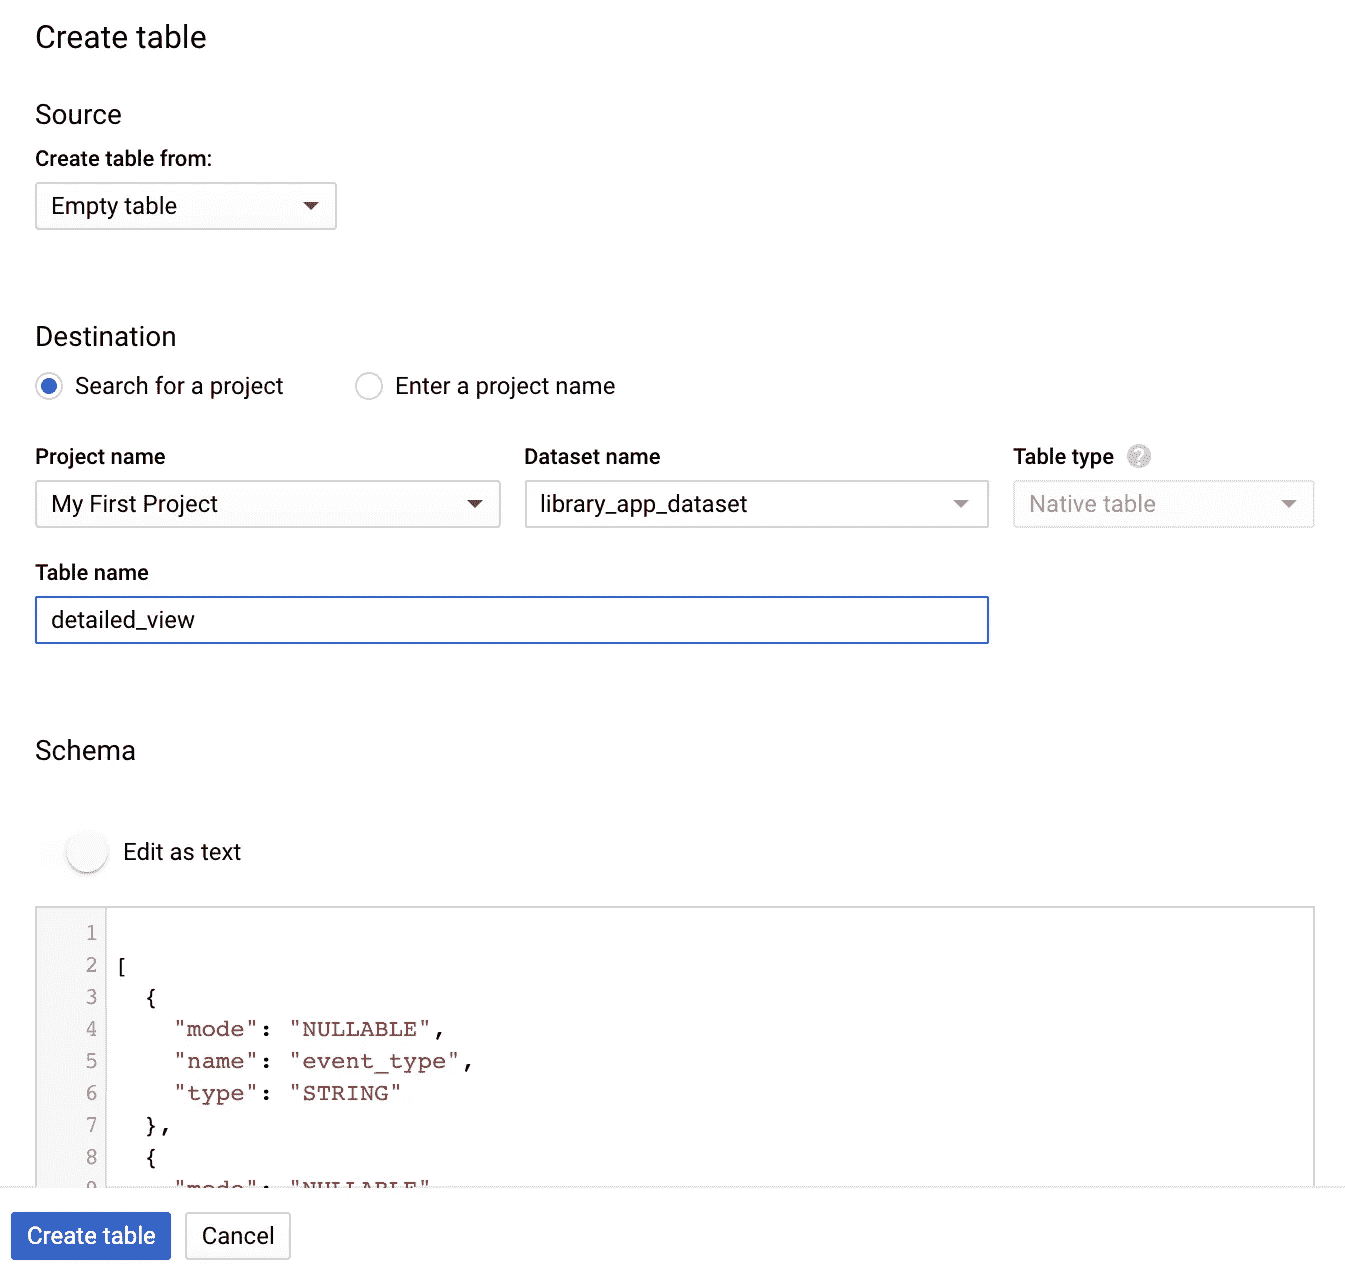 Create table
Source
Create table from:
Empty table
Destination
Search for a project
Enter a project name
Project name
Dataset name
Table type
My First Project
library_app_dataset
Native table
Table name
detailed_view
Schema
Edit as text
1
2 [
3 {
4 "mode": "NULLABLE",
5 "name": "event_type",
6 "type": "STRING"
7 },
8 {
9 "mode": "NULLABLE"
Create table
Cancel